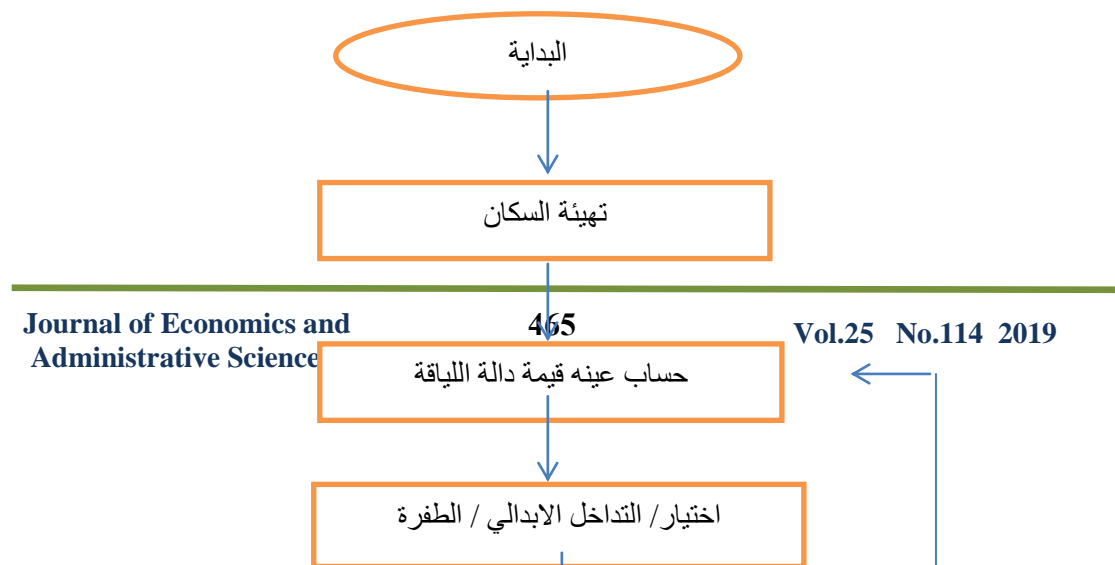 البداية
تهيئة السكان
Journal of Economics and
Administrative Science
465
Vol.25 No.114 2019
حساب عينه قيمة دالة اللياقة
اختيار/ التداخل الابدالي / الطفرة